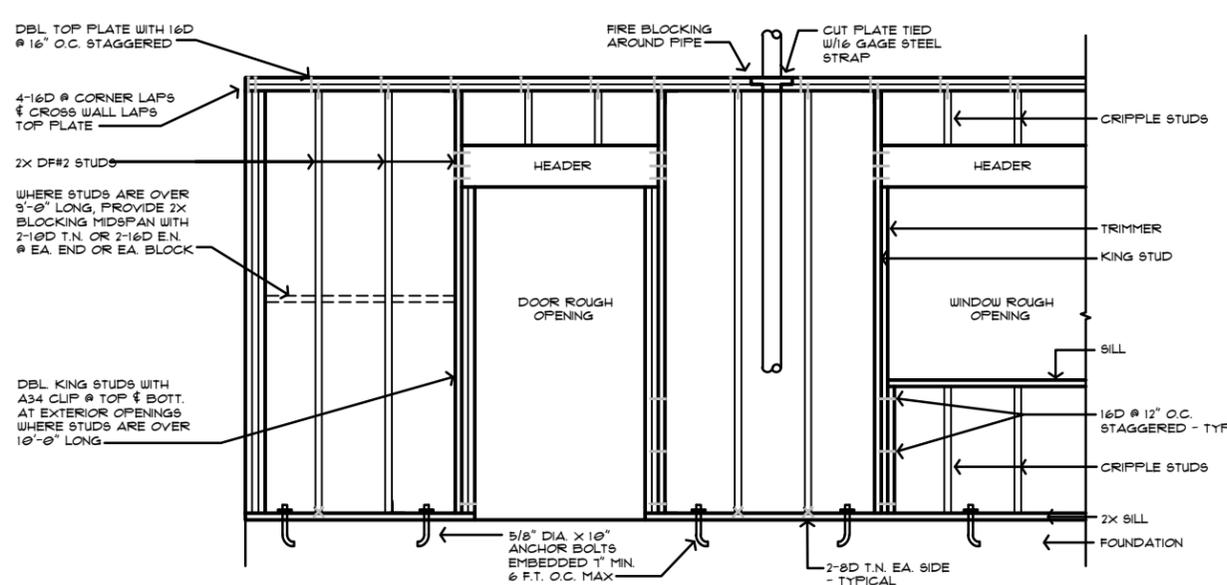 DBL. TOP PLATE WITH 16D
@ 16" O.C. STAGGERED
4-16D @ CORNER LAPS
¢ CROSS WALL LAPS
TOP PLATE
2X DF#2 STUDS
WHERE STUDS ARE OVER
9'-0" LONG, PROVIDE 2X
BLOCKING MIDSPAN WITH
2-10D T.N. OR 2-16D E.N.
@ EA. END OR EA. BLOCK
DBL. KING STUDS WITH
A34 CLIP @ TOP ¢ BOTT.
AT EXTERIOR OPENINGS
WHERE STUDS ARE OVER
10'-0" LONG
FIRE BLOCKING
AROUND PIPE
CUT PLATE TIED
W/16 GAGE STEEL
STRAP
HEADER
DOOR ROUGH
OPENING
HEADER
WINDOW ROUGH
OPENING
CRIPPLE STUDS
TRIMMER
KING STUD
SILL
16D @ 12" O.C.
STAGGERED - TYP
CRIPPLE STUDS
2X SILL
FOUNDATION
5/8" DIA. X 10"
ANCHOR BOLTS
EMBEDDED 7" MIN.
6 F.T. O.C. MAX
2-8D T.N. EA. SIDE
- TYPICAL